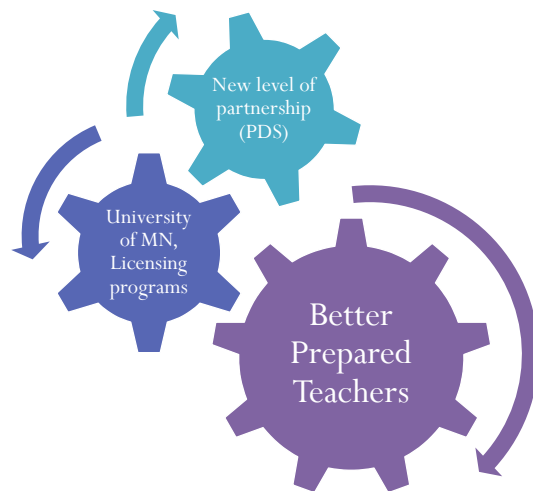 New level of
partnership
(PDS)
University
of MN,
Licensing
programs
Better
Prepared
Teachers